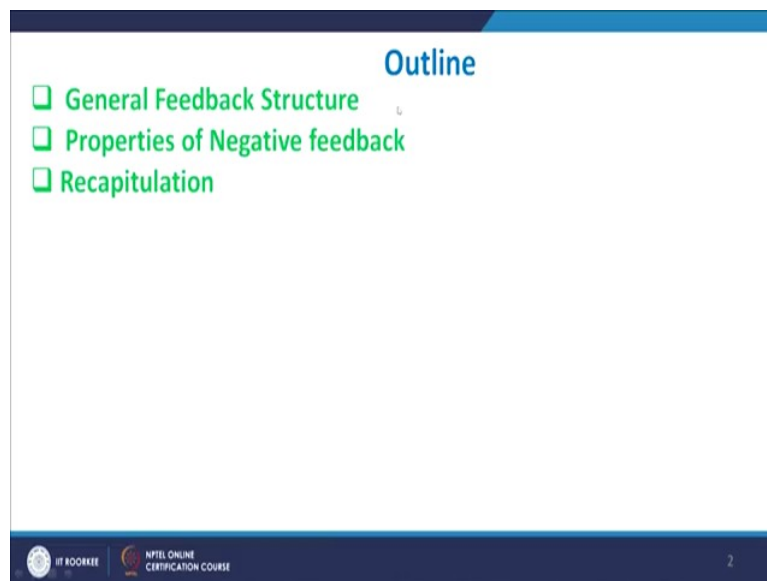 Outline
General Feedback Structure
Properties of Negative feedback
Recapitulation
IIT ROORKEE
NPTEL ONLINE
CERTIFICATION COURSE
2